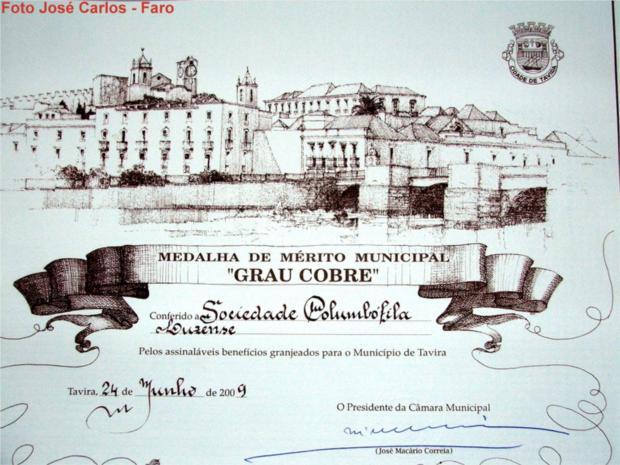 Foto José Carlos - Faro
CIDADE DE TAVIRA
MEDALHA DE MÉRITO MUNICIPAL
"GRAU COBRE"
Conferido a Sociedade Columbófila
Luzense
Pelos assinaláveis benefícios granjeados para o Município de Tavira
Tavira, 24 de Junho de 2009
O Presidente da Câmara Municipal
(José Macário Correia)